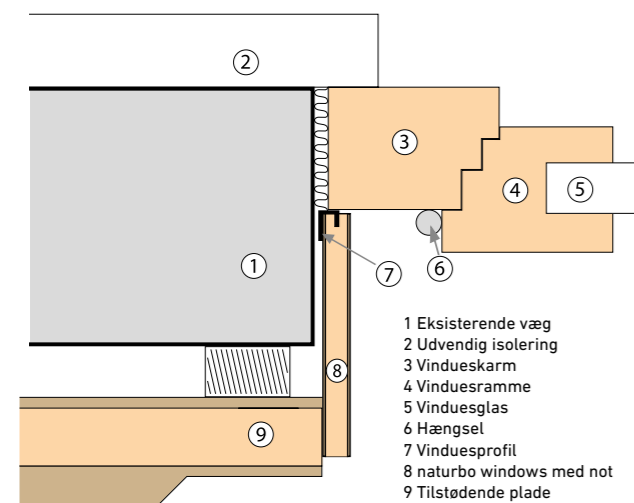 2
3
4
5
1
7
6
8
9
1 Eksisterende væg
2 Udvendig isolering
3 Vindueskarm
4 Vinduesramme
5 Vinduesglas
6 Hængsel
7 Vinduesprofil
8 naturbo windows med not
9 Tilstødende plade